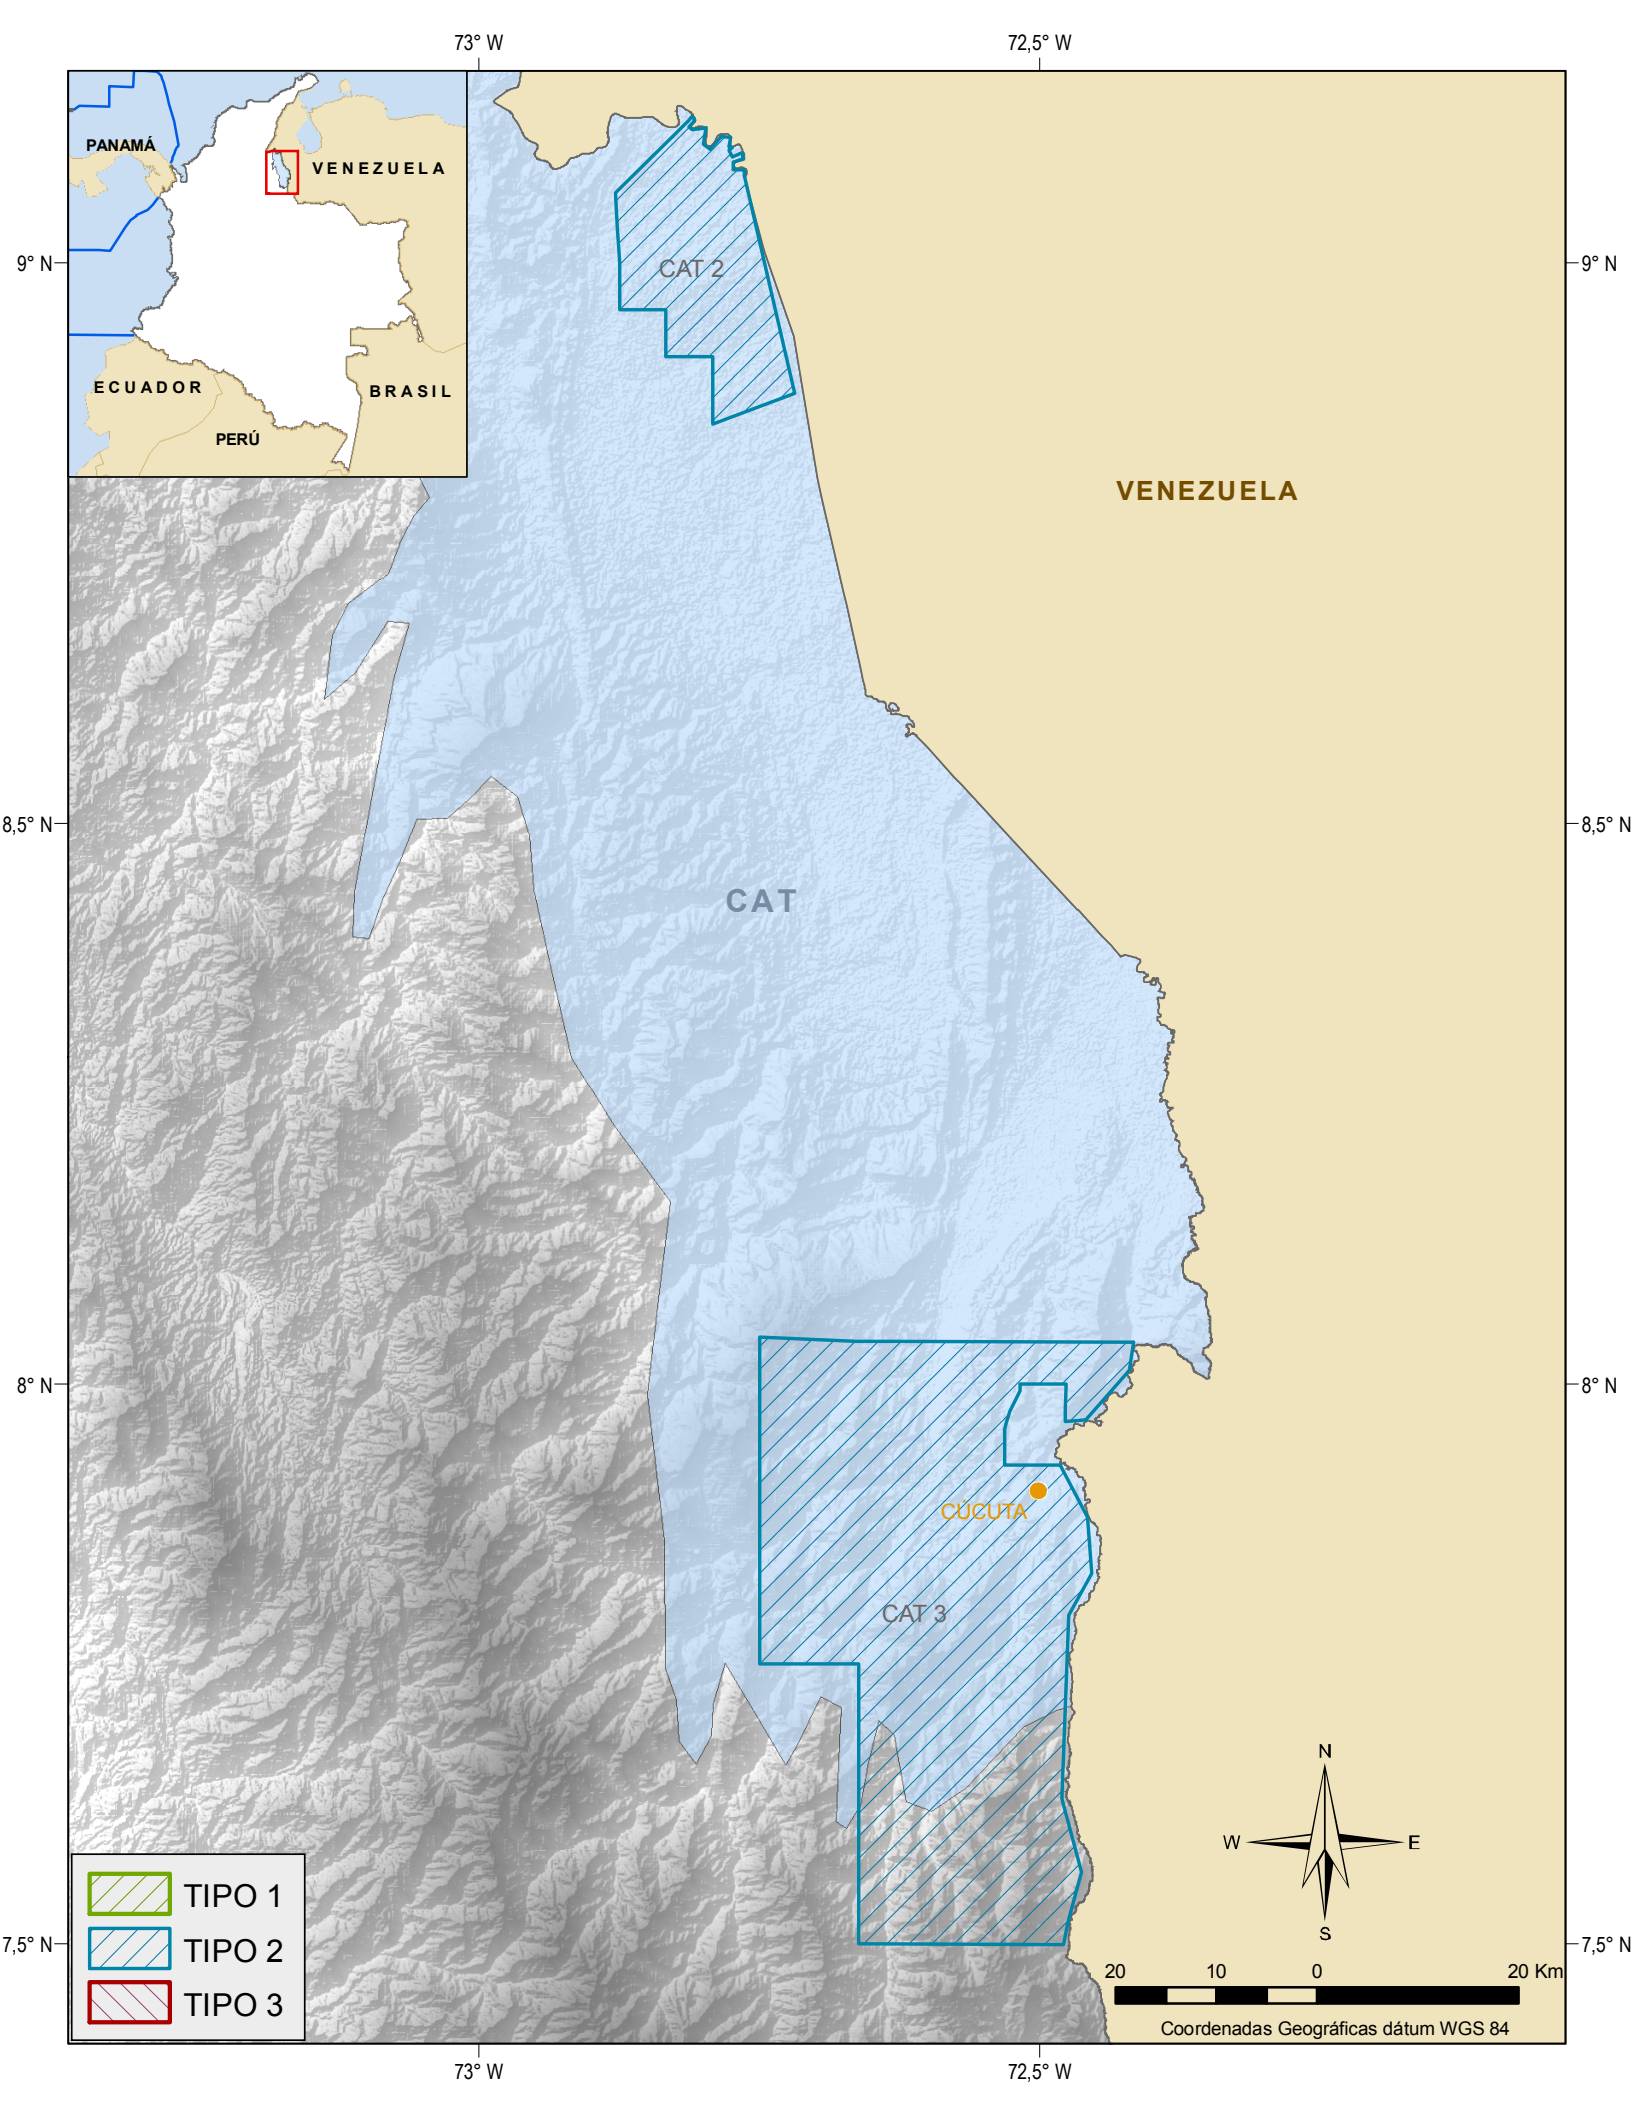 73° W
72,5° W
PANAMÁ
VENEZUELA
ECUADOR
BRASIL
PERÚ
9° N
9° N
CAT 2
VENEZUELA
8,5° N
8,5° N
CAT
8° N
8° N
CÚCUTA
CAT 3
N
W
E
S
TIPO 1
TIPO 2
TIPO 3
7,5° N
7,5° N
20
10
0
20 Km
Coordenadas Geográficas dátum WGS 84
73° W
72,5° W